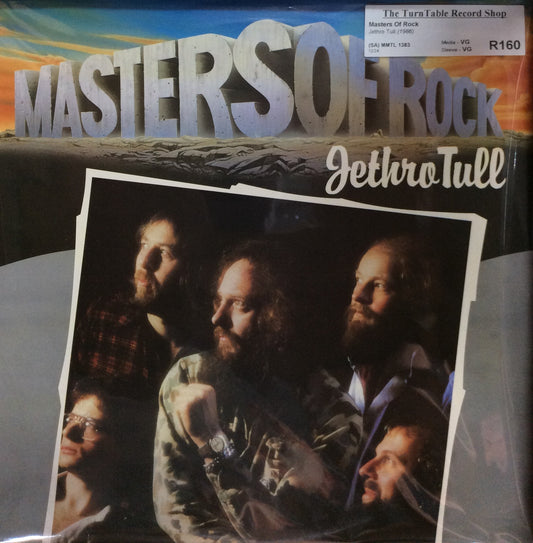 The TurnTable Record Shop
Masters Of Rock
Jethro Tull (1986)
(SA) MMTL 1383
Media - VG
Sleeve - VG
R160
MASTERS OF ROCK
Jethro Tull